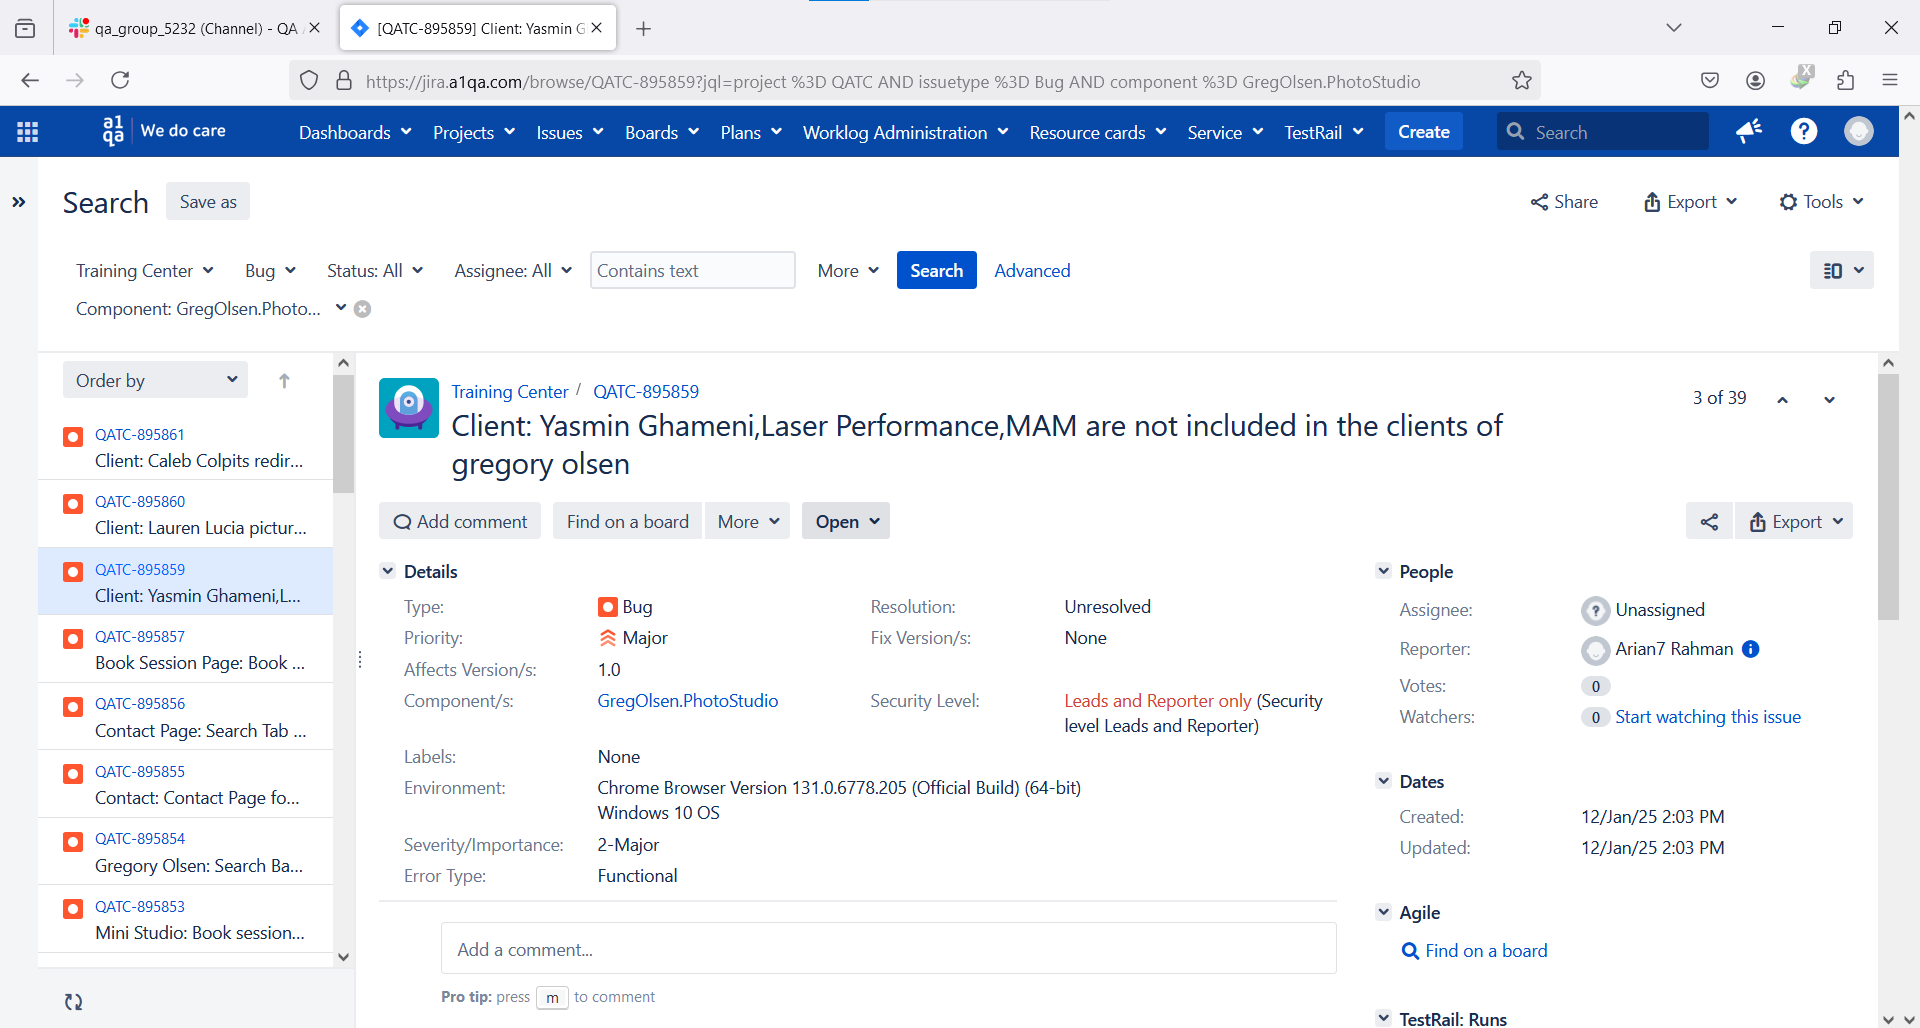 qa_group_5232 (Channel) - QA
[QATC-895859] Client: Yasmin G
https://jira.a1qa.com/browse/QATC-895859?jql=project %3D QATC AND issuetype %3D Bug AND component %3D GregOlsen.PhotoStudio
a1 qa We do care
Dashboards Projects Issues Boards Plans Worklog Administration Resource cards Service TestRail Create Search
Search Save as
Share Export Tools
Training Center Bug Status: All Assignee: All Contains text More Search Advanced
Component: GregOlsen.Photo...
Order by
QATC-895861
Client: Caleb Colpits redir...
QATC-895860
Client: Lauren Lucia pictur...
QATC-895859
Client: Yasmin Ghameni,L...
QATC-895857
Book Session Page: Book ...
QATC-895856
Contact Page: Search Tab ...
QATC-895855
Contact: Contact Page fo...
QATC-895854
Gregory Olsen: Search Ba...
QATC-895853
Mini Studio: Book session...
Training Center / QATC-895859
3 of 39
Client: Yasmin Ghameni,Laser Performance,MAM are not included in the clients of
gregory olsen
Add comment Find on a board More Open Export
Details
Type: Bug Resolution: Unresolved
Priority: Major Fix Version/s: None
Affects Version/s: 1.0
Component/s: GregOlsen.PhotoStudio Security Level: Leads and Reporter only (Security
level Leads and Reporter)
Labels: None
Environment: Chrome Browser Version 131.0.6778.205 (Official Build) (64-bit)
Windows 10 OS
Severity/Importance: 2-Major
Error Type: Functional
Add a comment...
Pro tip: press m to comment
People
Assignee: Unassigned
Reporter: Arian7 Rahman
Votes: 0
Watchers: 0 Start watching this issue
Dates
Created: 12/Jan/25 2:03 PM
Updated: 12/Jan/25 2:03 PM
Agile
Find on a board
TestRail: Runs